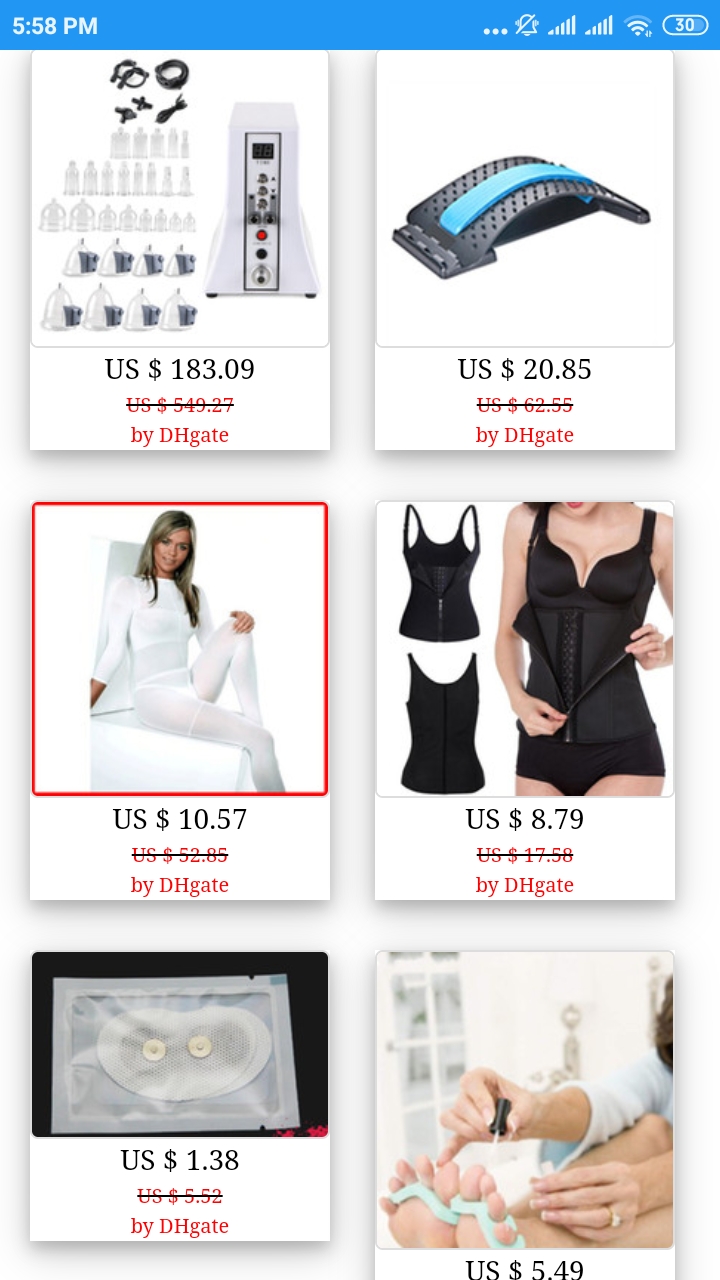 5:58 PM
30
US $ 183.09
US $ 549.27
by DHgate
US $ 20.85
US $ 62.55
by DHgate
US $ 10.57
US $ 52.85
by DHgate
US $ 8.79
US $ 17.58
by DHgate
US $ 1.38
US $ 5.52
by DHgate
US $ 5.49